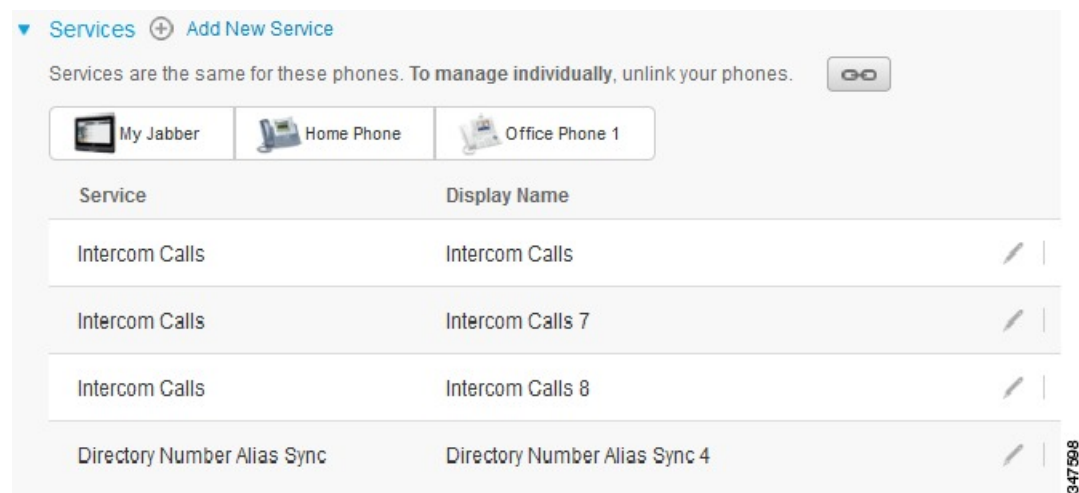 Services Add New Service
Services are the same for these phones. To manage individually, unlink your phones.
My Jabber Home Phone Office Phone 1
Service Display Name
Intercom Calls Intercom Calls
Intercom Calls Intercom Calls 7
Intercom Calls Intercom Calls 8
Directory Number Alias Sync Directory Number Alias Sync 4
347598